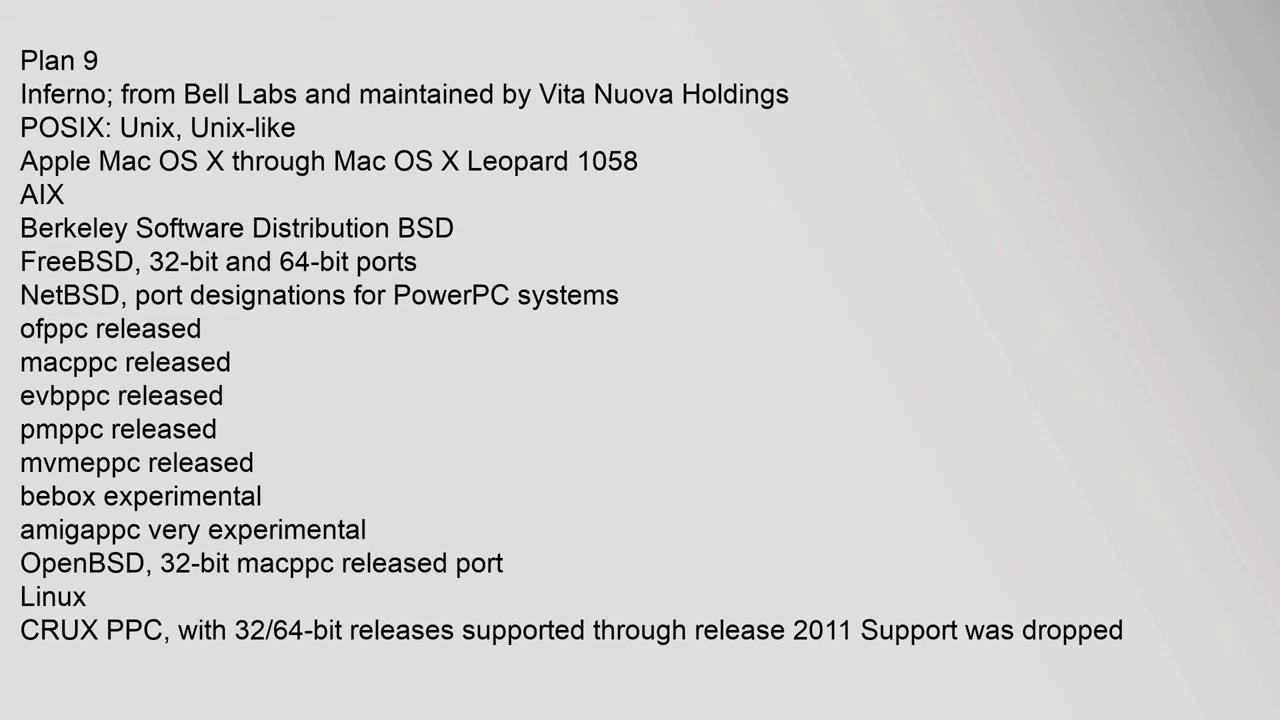 Plan 9
Inferno; from Bell Labs and maintained by Vita Nuova Holdings
POSIX: Unix, Unix-like
Apple Mac OS X through Mac OS X Leopard 1058
AIX
Berkeley Software Distribution BSD
FreeBSD, 32-bit and 64-bit ports
NetBSD, port designations for PowerPC systems
ofppc released
macppc released
evbppc released
pmppc released
mvmeppc released
bebox experimental
amigappc very experimental
OpenBSD, 32-bit macppc released port
Linux
CRUX PPC, with 32/64-bit releases supported through release 2011 Support was dropped